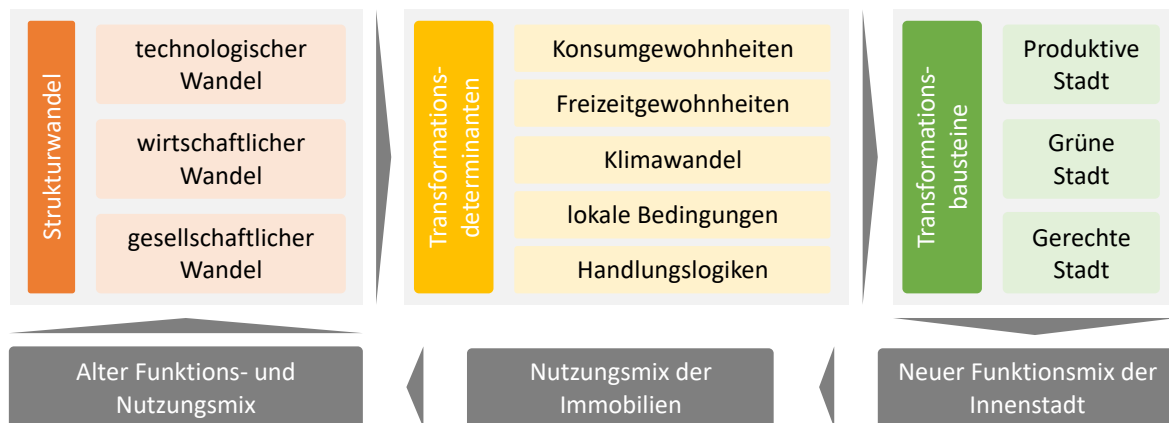 Strukturwandel
technologischer
Wandel
wirtschaftlicher
Wandel
gesellschaftlicher
Wandel
Transformations-
determinanten
Konsumgewohnheiten
Freizeitgewohnheiten
Klimawandel
lokale Bedingungen
Handlungslogiken
Transformations-
bausteine
Produktive
Stadt
Grüne
Stadt
Gerechte
Stadt
Alter Funktions- und
Nutzungsmix
Nutzungsmix der
Immobilien
Neuer Funktionsmix der
Innenstadt